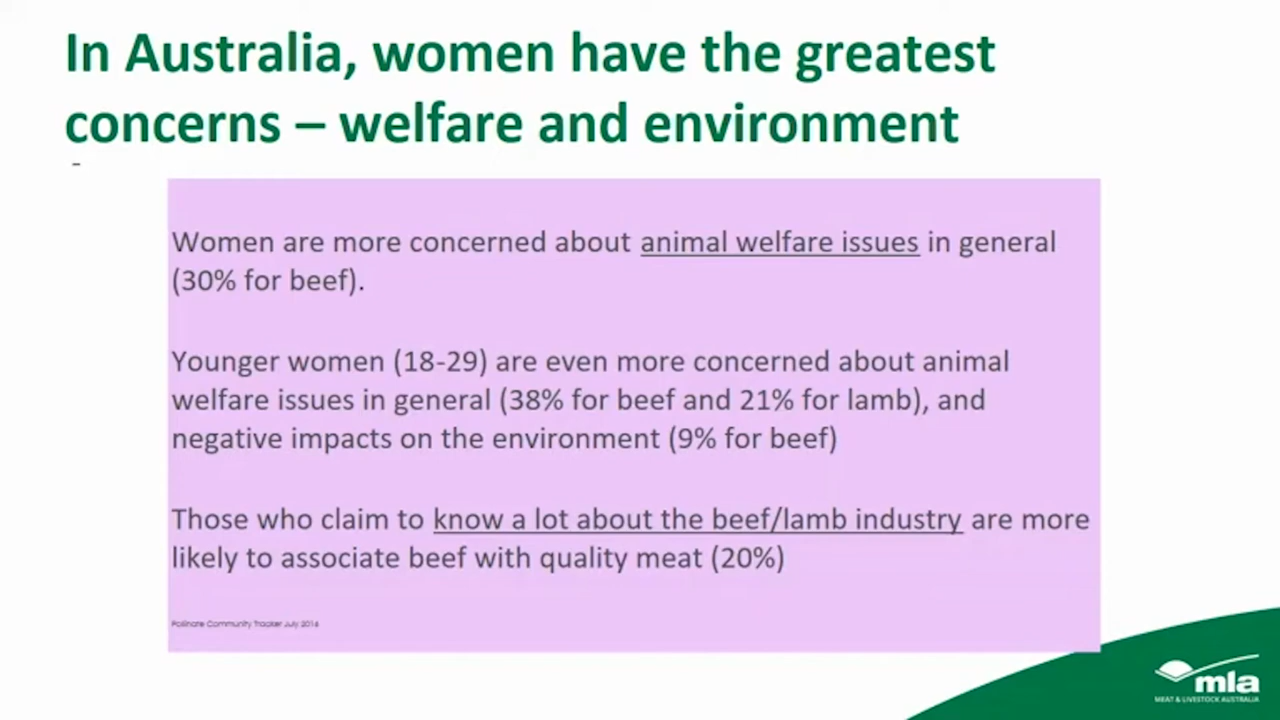 In Australia, women have the greatest
concerns – welfare and environment
-
Women are more concerned about animal welfare issues in general
(30% for beef).
Younger women (18-29) are even more concerned about animal
welfare issues in general (38% for beef and 21% for lamb), and
negative impacts on the environment (9% for beef)
Those who claim to know a lot about the beef/lamb industry are more
likely to associate beef with quality meat (20%)
Community Tracker July 2016
mla
MEAT & LIVESTOCK AUSTRALIA